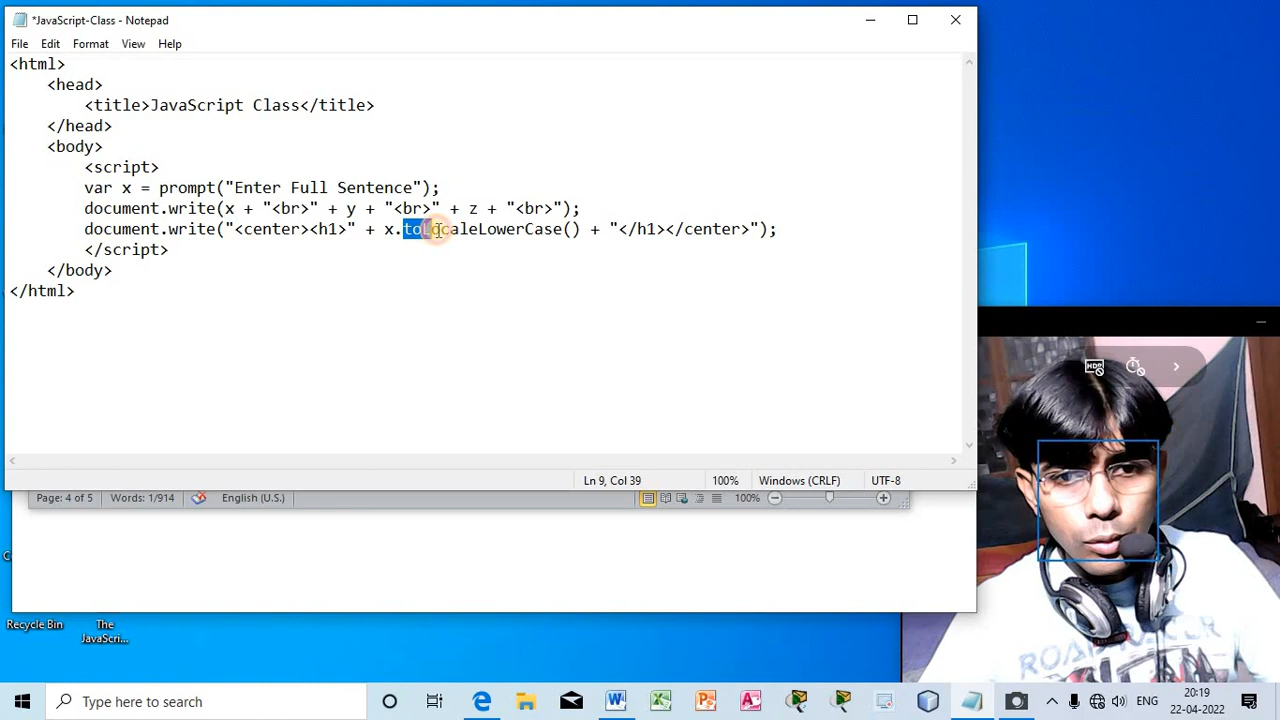 *JavaScript-Class - Notepad
File Edit Format View Help
<html>
<head>
<title>JavaScript Class</title>
</head>
<body>
<script>
var x = prompt("Enter Full Sentence");
document.write(x + "<br>" + y + "<br>" + z + "<br>");
document.write("<center><h1>" + x.toLocaleLowerCase() + "</h1></center>");
</script>
</body>
</html>
Ln 9, Col 39 100% Windows (CRLF) UTF-8
Page: 4 of 5 Words: 1/914 English (U.S.) 100%
HDR
Recycle Bin
The JavaScri...
Type here to search
ENG
20:19
22-04-2022